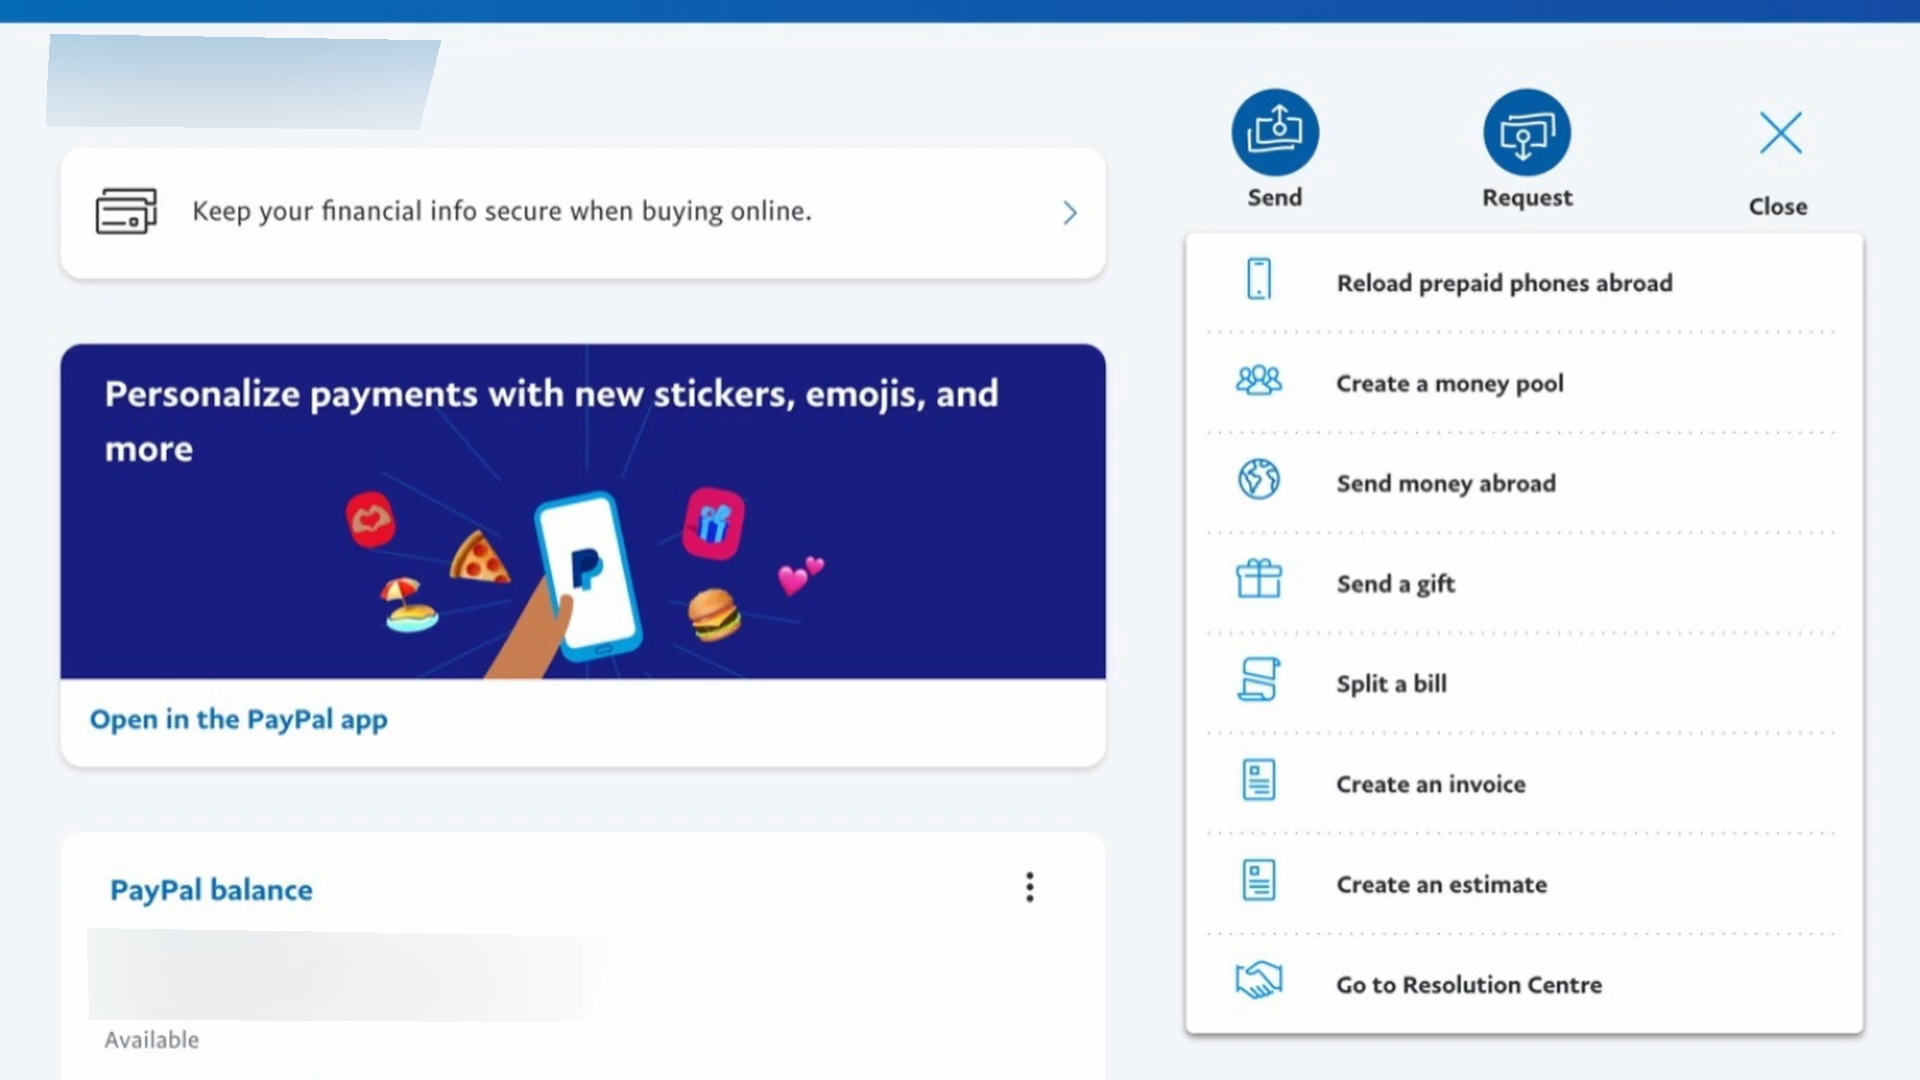 Keep your financial info secure when buying online.
Personalize payments with new stickers, emojis, and
more
Open in the PayPal app
PayPal balance
Available
Send
Request
Close
Reload prepaid phones abroad
Create a money pool
Send money abroad
Send a gift
Split a bill
Create an invoice
Create an estimate
Go to Resolution Centre